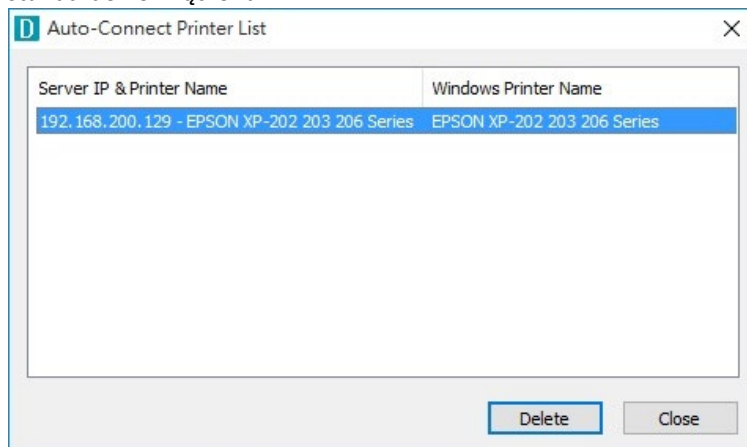 D Auto-Connect Printer List
Server IP & Printer Name Windows Printer Name
192.168.200.129 - EPSON XP-202 203 206 Series EPSON XP-202 203 206 Series
Delete Close